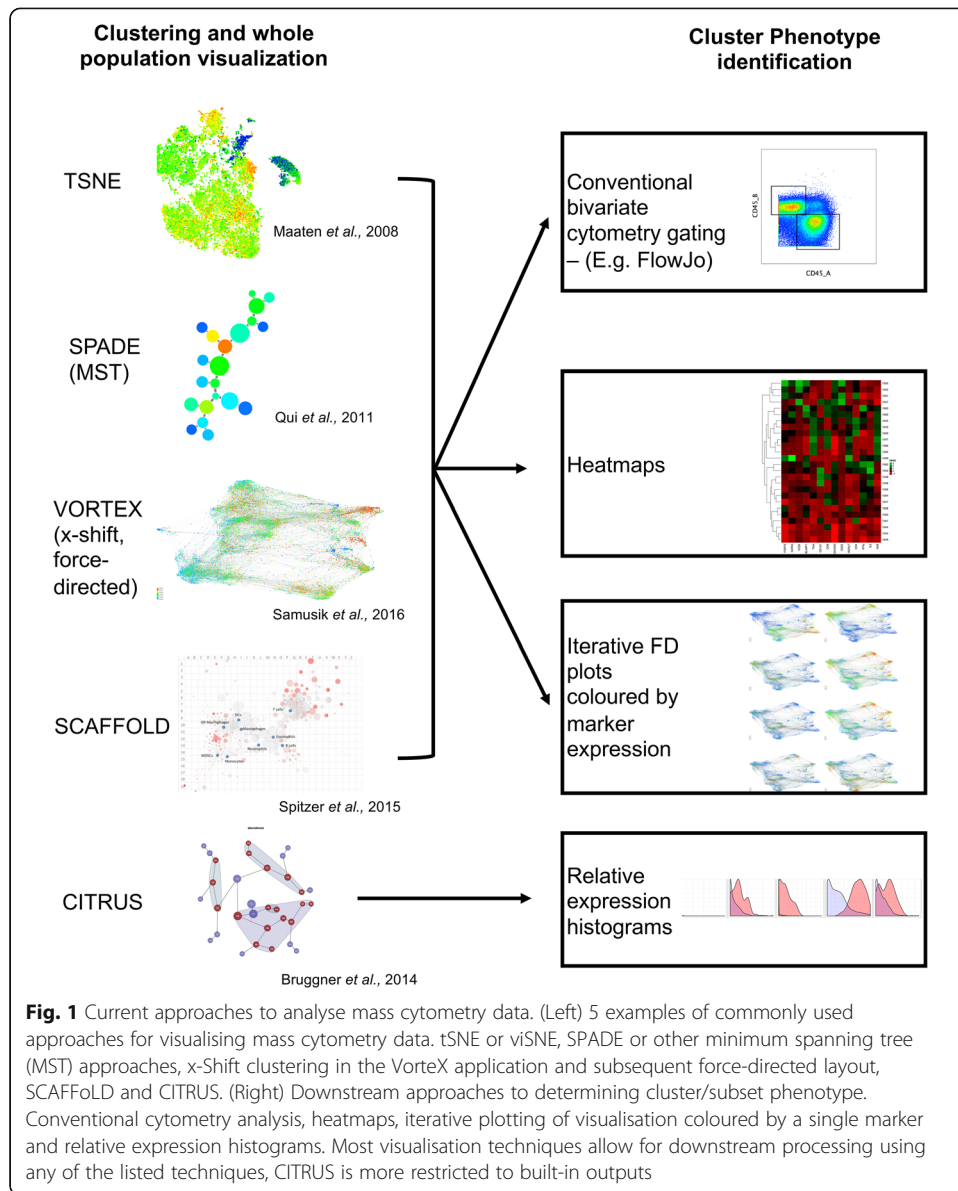 Clustering and whole
population visualization
Cluster Phenotype
identification
TSNE
Maaten et al., 2008
SPADE
(MST)
Qui et al., 2011
VORTEX
(x-shift,
force-
directed)
Samusik et al., 2016
SCAFFOLD
T cells
DCs
Macrophages
B cells
Monocytes
Spitzer et al., 2015
CITRUS
Bruggner et al., 2014
Conventional
bivariate
cytometry gating
– (E.g. FlowJo)
CD45_B
CD45_A
Heatmaps
Iterative FD
plots
coloured by
marker
expression
Relative
expression
histograms
Fig. 1 Current approaches to analyse mass cytometry data. (Left) 5 examples of commonly used
approaches for visualising mass cytometry data. tSNE or viSNE, SPADE or other minimum spanning tree
(MST) approaches, x-Shift clustering in the VorteX application and subsequent force-directed layout,
SCAFFoLD and CITRUS. (Right) Downstream approaches to determining cluster/subset phenotype.
Conventional cytometry analysis, heatmaps, iterative plotting of visualisation coloured by a single marker
and relative expression histograms. Most visualisation techniques allow for downstream processing using
any of the listed techniques, CITRUS is more restricted to built-in outputs